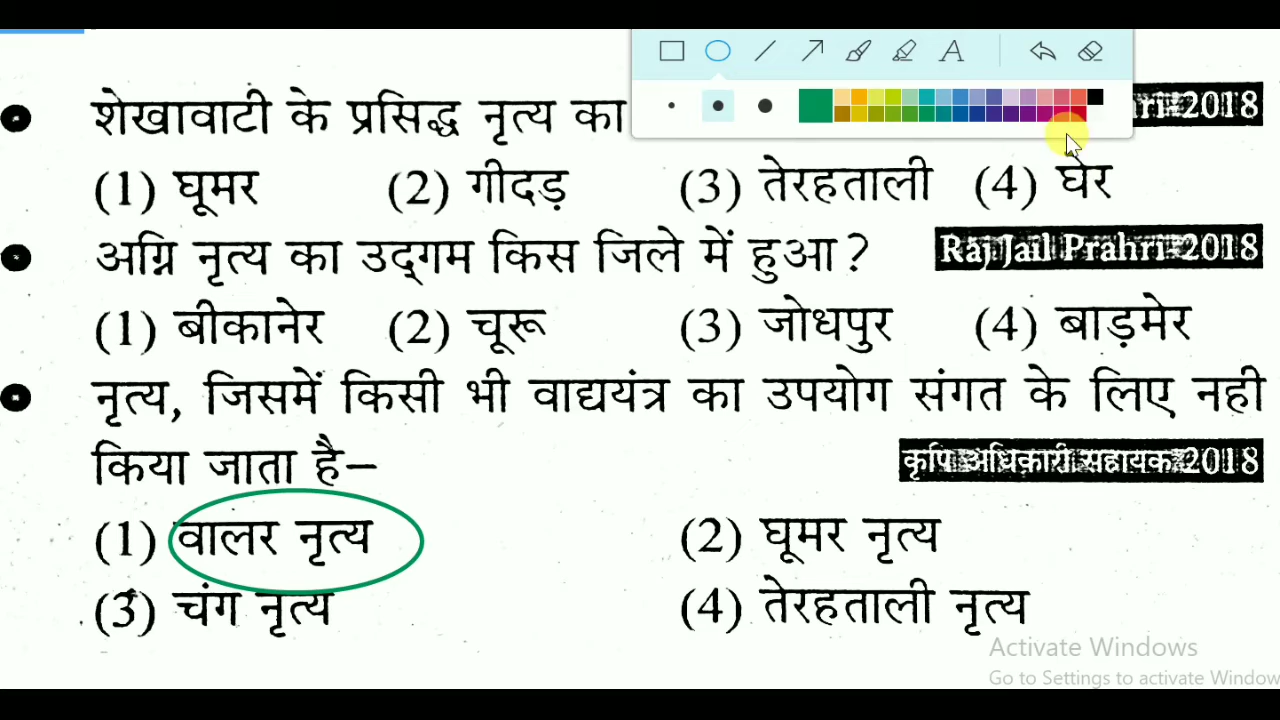 शेखावाटी के प्रसिद्ध नृत्य का
(1) घूमर (2) गीदड़ (3) तेरहताली (4) घेर
अग्नि नृत्य का उद्गम किस जिले में हुआ? Raj Jail Prahri-2018
(1) बीकानेर (2) चूरू (3) जोधपुर (4) बाड़मेर
नृत्य, जिसमें किसी भी वाद्ययंत्र का उपयोग संगत के लिए नही
किया जाता है– कृषि अधिकारी सहायक 2018
(1) वालर नृत्य (2) घूमर नृत्य
(3) चंग नृत्य (4) तेरहताली नृत्य
Activate Windows
Go to Settings to activate Window